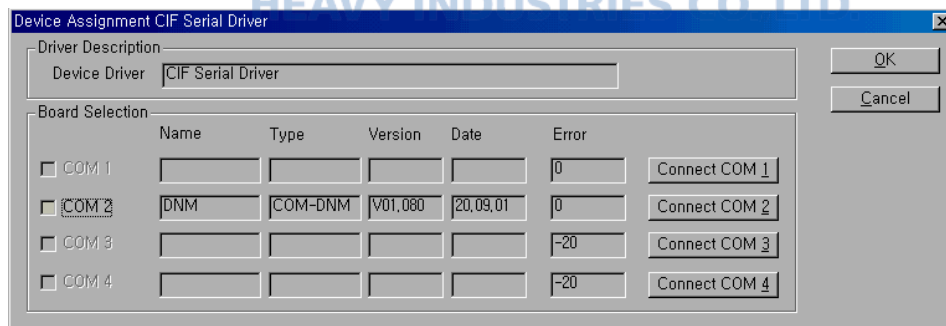 HEAVY INDUSTRIES CO., LTD.
Device Assignment CIF Serial Driver
Driver Description
Device Driver CIF Serial Driver
OK
Cancel
Board Selection
Name Type Version Date Error
COM 1 0 Connect COM 1
COM 2 DNM COM-DNM V01,080 20,09,01 0 Connect COM 2
COM 3 -20 Connect COM 3
COM 4 -20 Connect COM 4